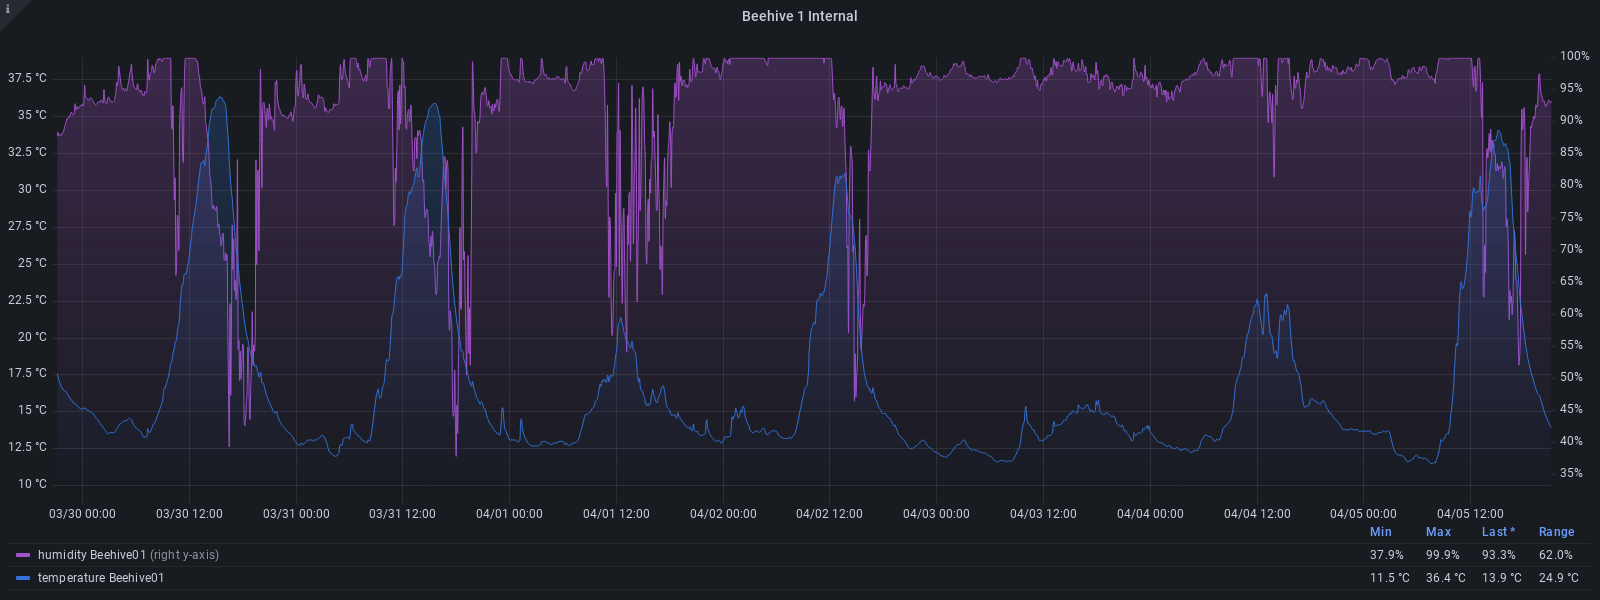 i
Beehive 1 Internal
37.5 °C
35 °C
32.5 °C
30 °C
27.5 °C
25 °C
22.5 °C
20 °C
17.5 °C
15 °C
12.5 °C
10 °C
100%
95%
90%
85%
80%
75%
70%
65%
60%
55%
50%
45%
40%
35%
03/30 00:00 03/30 12:00 03/31 00:00 03/31 12:00 04/01 00:00 04/01 12:00 04/02 00:00 04/02 12:00 04/03 00:00 04/03 12:00 04/04 00:00 04/04 12:00 04/05 00:00 04/05 12:00
Min Max Last * Range
humidity Beehive01 (right y-axis) 37.9% 99.9% 93.3% 62.0%
temperature Beehive01 11.5 °C 36.4 °C 13.9 °C 24.9 °C